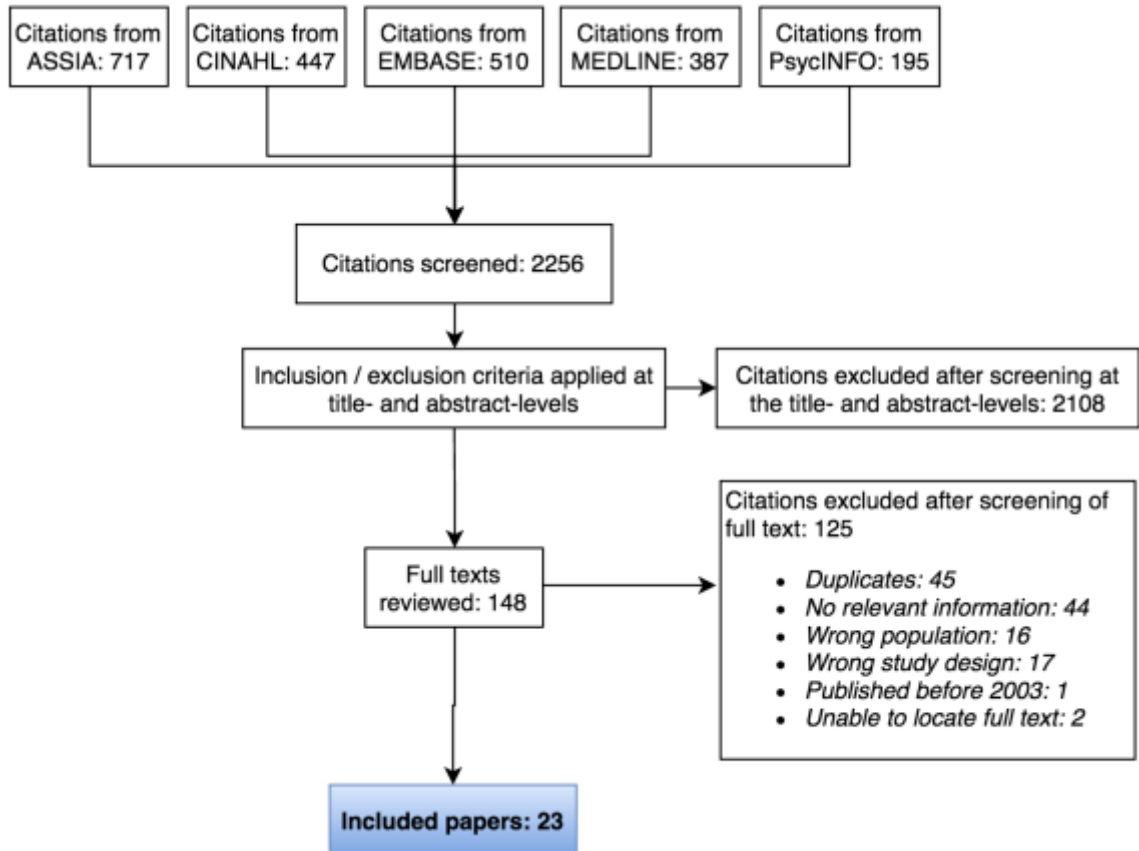 Citations from
ASSIA: 717
Citations from
CINAHL: 447
Citations from
EMBASE: 510
Citations from
MEDLINE: 387
Citations from
PsycINFO: 195
Citations screened: 2256
Inclusion / exclusion criteria applied at
title- and abstract-levels
Citations excluded after screening at
the title- and abstract-levels: 2108
Full texts
reviewed: 148
Citations excluded after screening of
full text: 125
• Duplicates: 45
• No relevant information: 44
• Wrong population: 16
• Wrong study design: 17
• Published before 2003: 1
• Unable to locate full text: 2
Included papers: 23